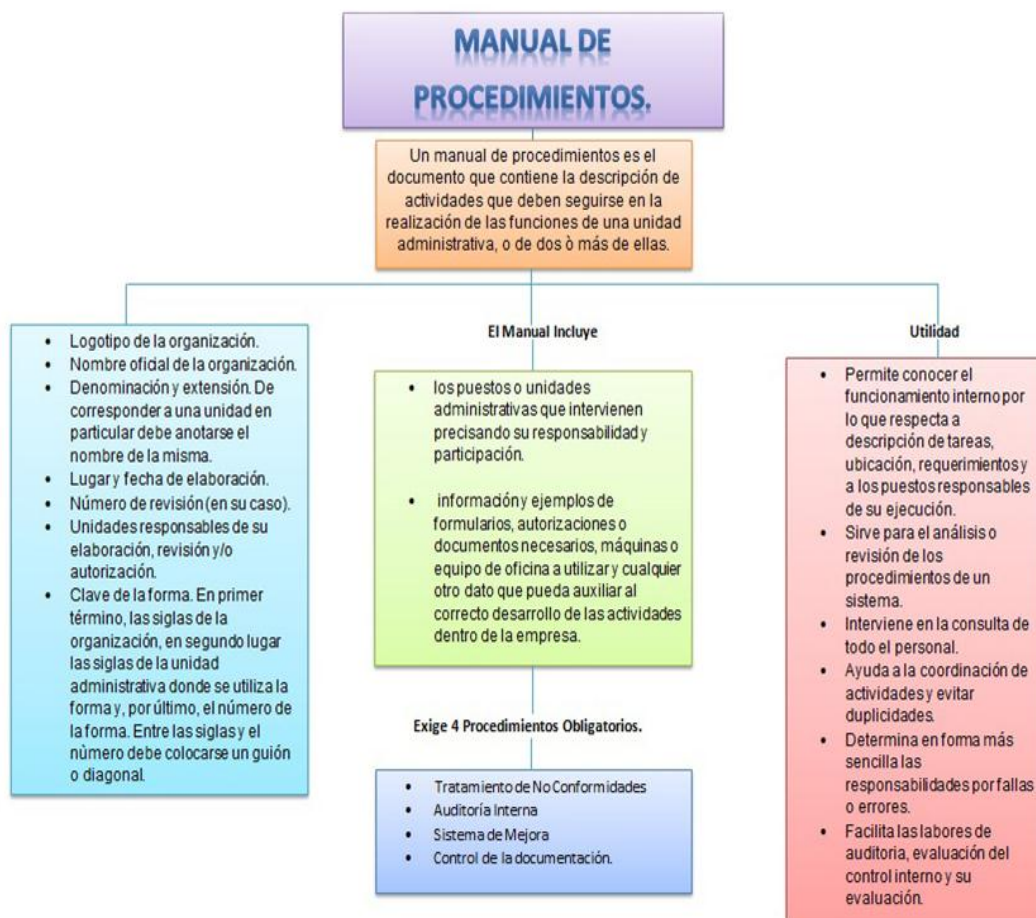 MANUAL DE
PROCEDIMIENTOS.
Un manual de procedimientos es el
documento que contiene la descripción de
actividades que deben seguirse en la
realización de las funciones de una unidad
administrativa, o de dos ò más de ellas.
• Logotipo de la organización.
• Nombre oficial de la organización.
• Denominación y extensión. De
corresponder a una unidad en
particular debe anotarse el
nombre de la misma.
• Lugar y fecha de elaboración.
• Número de revisión (en su caso).
• Unidades responsables de su
elaboración, revisión y/o
autorización.
• Clave de la forma. En primer
término, las siglas de la
organización, en segundo lugar
las siglas de la unidad
administrativa donde se utiliza la
forma y, por último, el número de
la forma. Entre las siglas y el
nùmero debe colocarse un guión
o diagonal.
El Manual Incluye
• los puestos o unidades
administrativas que intervienen
precisando su responsabilidad y
participación.
• información y ejemplos de
formularios, autorizaciones o
documentos necesarios, máquinas o
equipo de oficina a utilizar y cualquier
otro dato que pueda auxiliar al
correcto desarrollo de las actividades
dentro de la empresa.
Exige 4 Procedimientos Obligatorios.
• Tratamiento de No Conformidades
• Auditoría Interna
• Sistema de Mejora
• Control de la documentación.
Utilidad
• Permite conocer el
funcionamiento interno por
lo que respecta a
descripción de tareas,
ubicación, requerimientos y
a los puestos responsables
de su ejecución.
• Sirve para el análisis o
revisión de los
procedimientos de un
sistema.
• Interviene en la consulta de
todo el personal.
• Ayuda a la coordinación de
actividades y evitar
duplicidades.
• Determina en forma más
sencilla las
responsabilidades por fallas
o errores.
• Facilita las labores de
auditoria, evaluación del
control interno y su
evaluación.